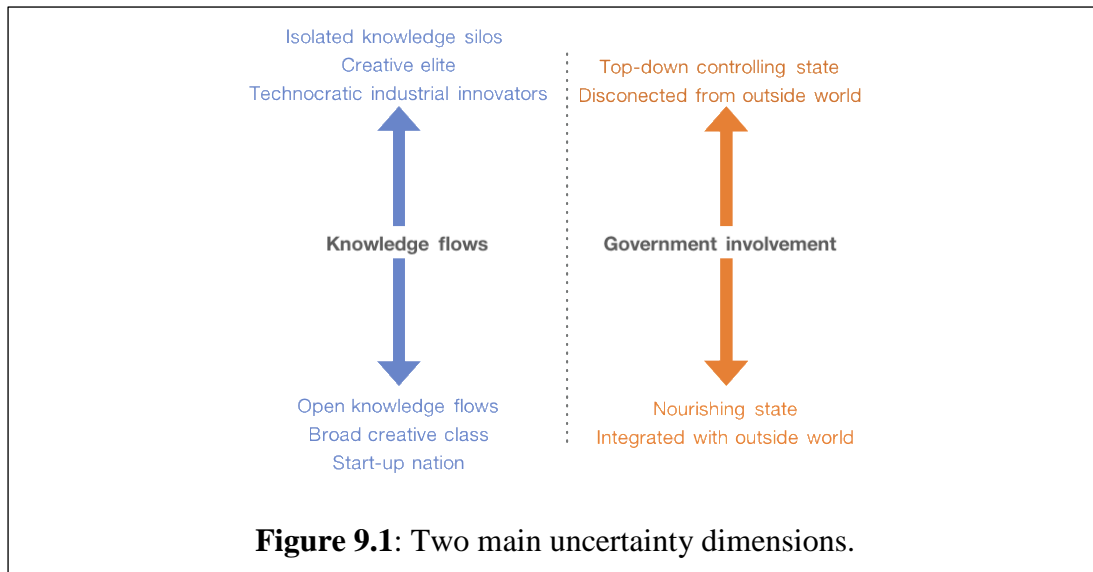 Isolated knowledge silos
Creative elite
Technocratic industrial innovators
Knowledge flows
Open knowledge flows
Broad creative class
Start-up nation
Top-down controlling state
Disconected from outside world
Government involvement
Nourishing state
Integrated with outside world
Figure 9.1: Two main uncertainty dimensions.